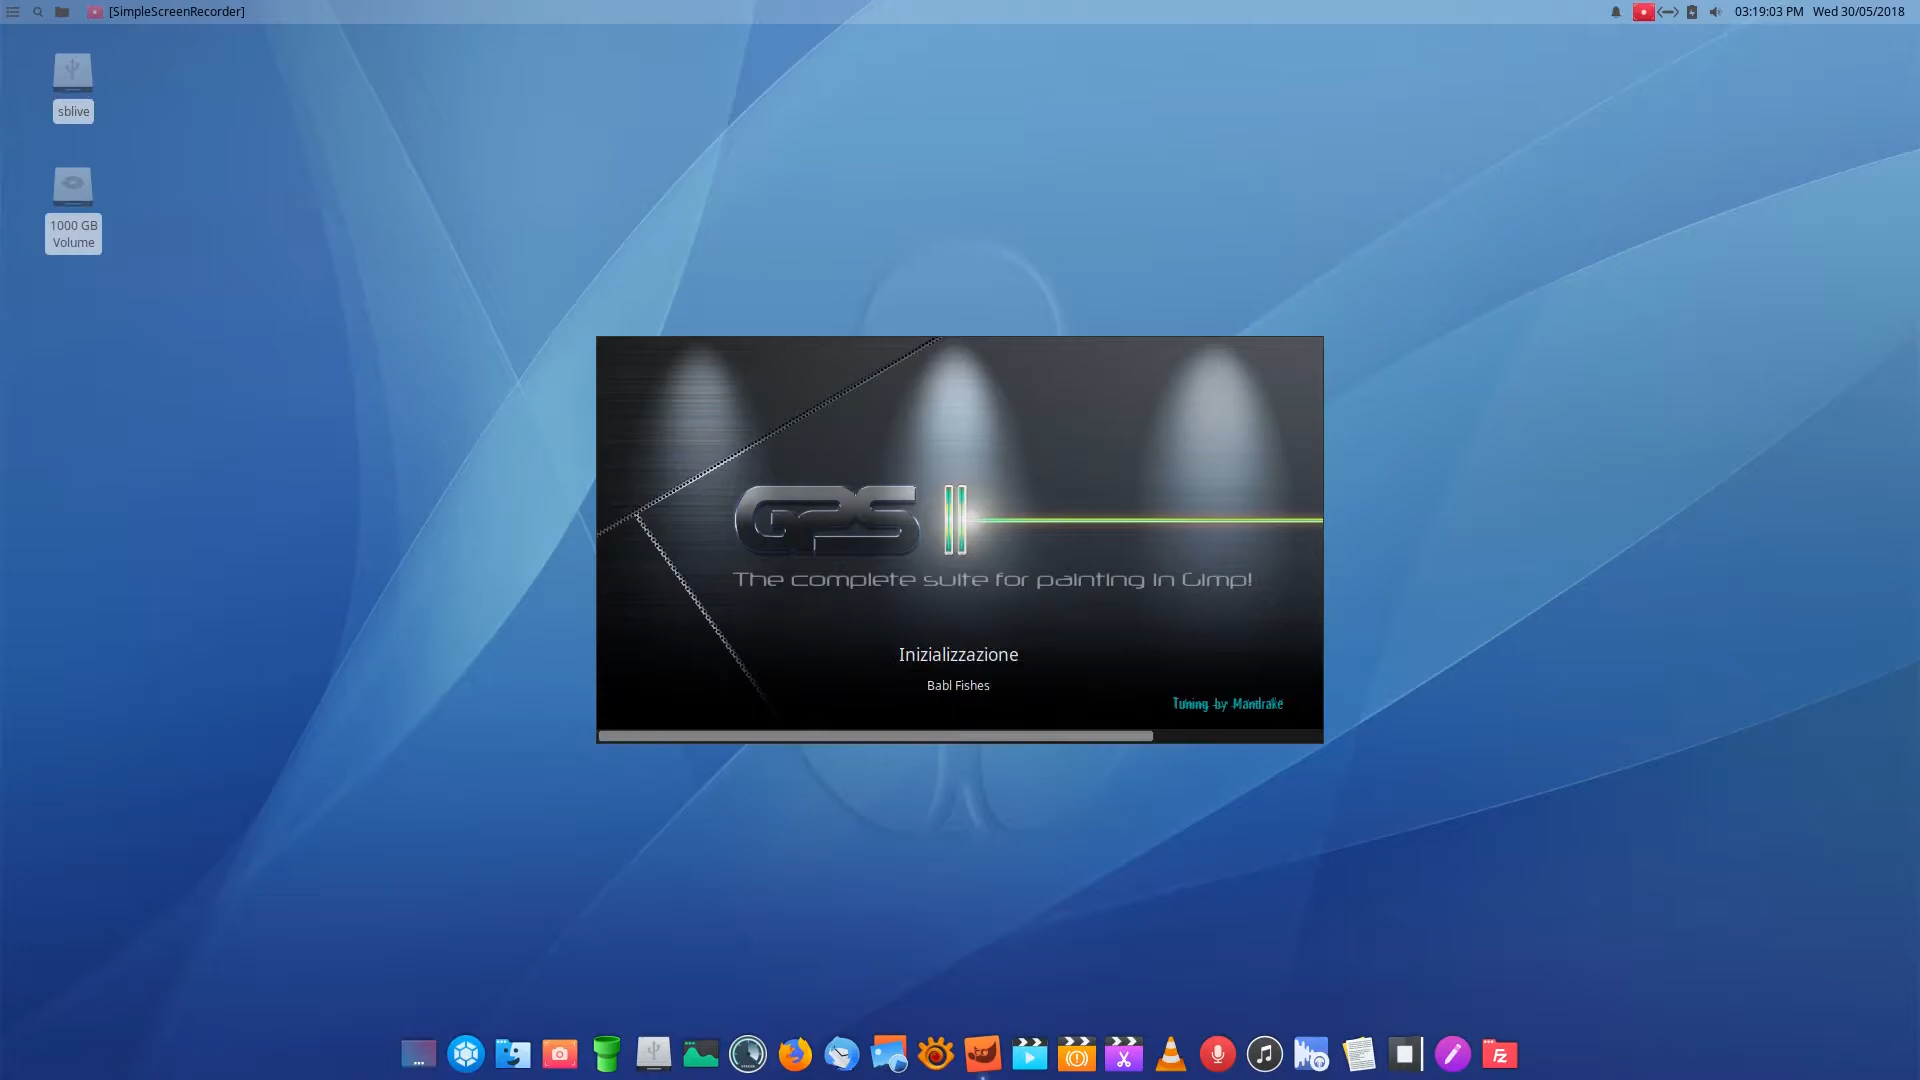 [SimpleScreenRecorder]
03:19:03 PM Wed 30/05/2018
sblive
1000 GB
Volume
GPS II
The complete suite for painting in Gimp!
Inizializzazione
Babl Fishes
Tuning by Mandrake
Fz